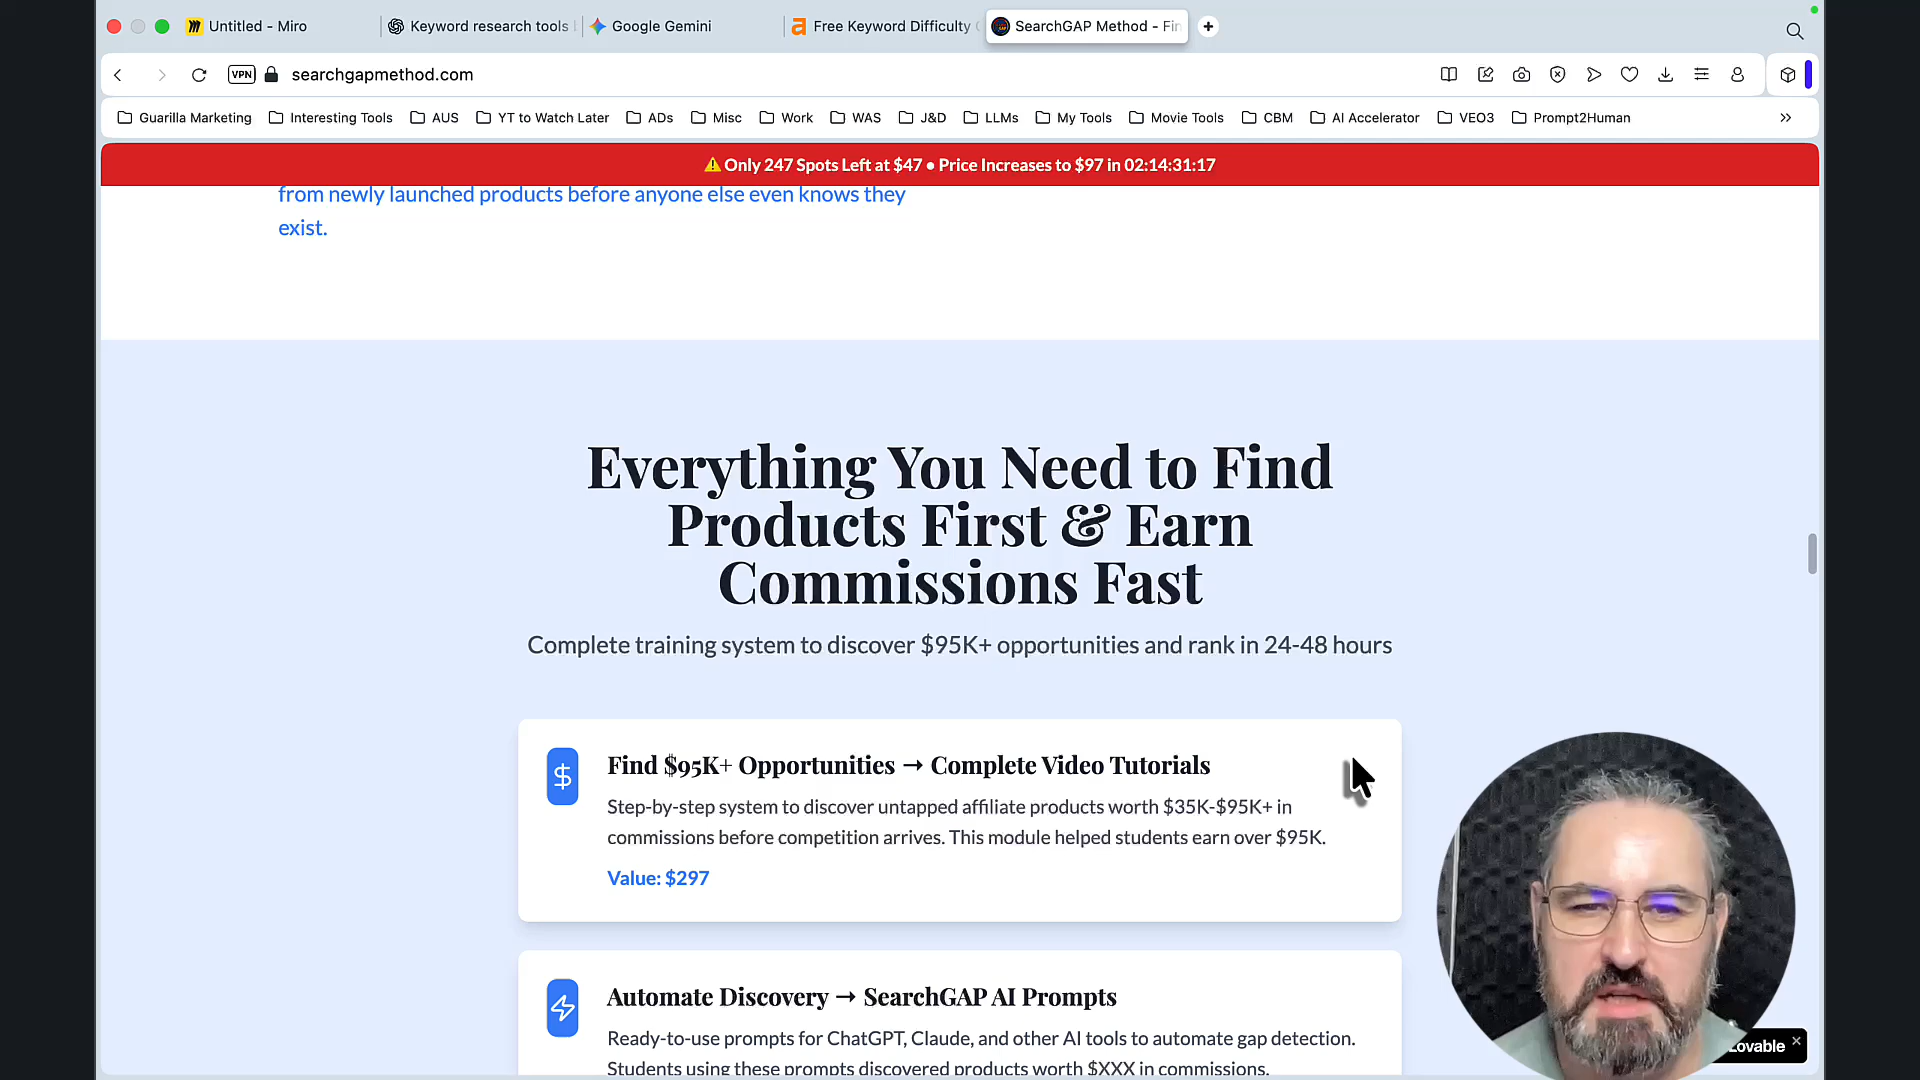 Untitled - Miro
Keyword research tools
Google Gemini
Free Keyword Difficulty
SearchGAP Method - Fin
VPN
searchgapmethod.com
Guarilla Marketing
Interesting Tools
AUS
YT to Watch Later
ADs
Misc
Work
WAS
J&D
LLMs
My Tools
Movie Tools
CBM
AI Accelerator
VEO3
Prompt2Human
Only 247 Spots Left at $47 • Price Increases to $97 in 02:14:31:17
from newly launched products before anyone else even knows they
exist.
Everything You Need to Find
Products First & Earn
Commissions Fast
Complete training system to discover $95K+ opportunities and rank in 24-48 hours
Find $95K+ Opportunities → Complete Video Tutorials
Step-by-step system to discover untapped affiliate products worth $35K-$95K+ in
commissions before competition arrives. This module helped students earn over $95K.
Value: $297
Automate Discovery → SearchGAP AI Prompts
Ready-to-use prompts for ChatGPT, Claude, and other AI tools to automate gap detection.
Students using these prompts discovered products worth $XXX in commissions.
Lovable